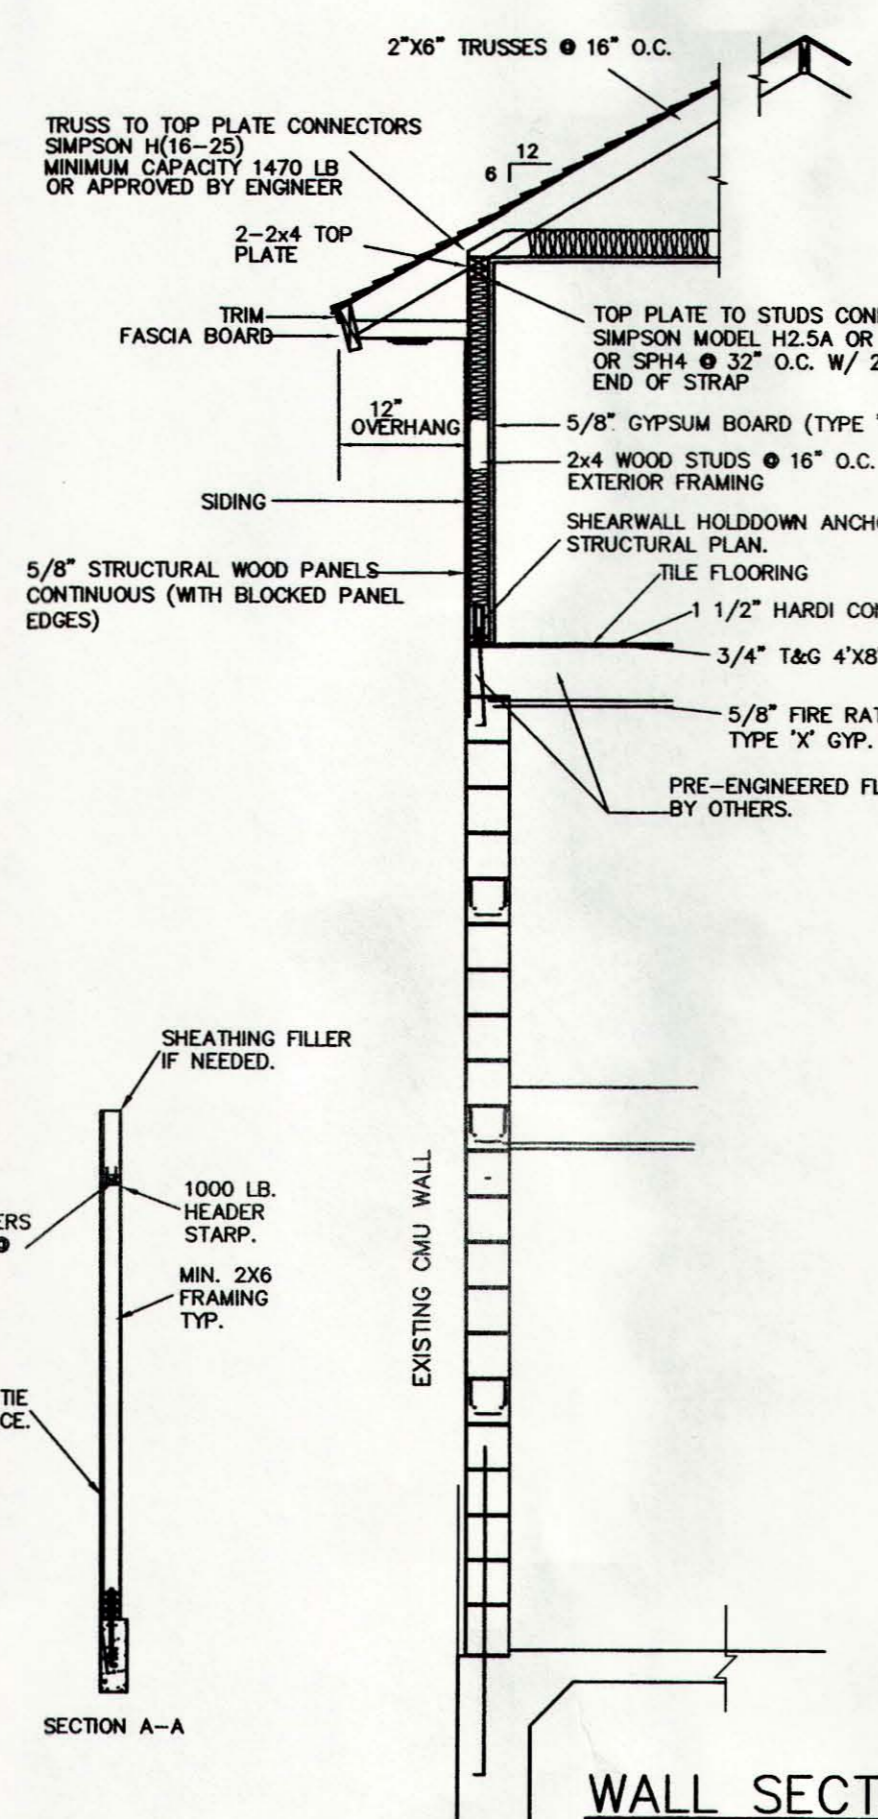 2"X6" TRUSSES @ 16" O.C.
TRUSS TO TOP PLATE CONNECTORS
SIMPSON H(16-25)
MINIMUM CAPACITY 1470 LB
OR APPROVED BY ENGINEER
12
6
2-2x4 TOP
PLATE
TRIM
FASCIA BOARD
TOP PLATE TO STUDS
SIMPSON MODEL H2.5A OR
OR SPH4 @ 32" O.C. W/
END OF STRAP
12"
OVERHANG
5/8" GYPSUM BOARD (TYPE
2x4 WOOD STUDS @ 16" O.C.
EXTERIOR FRAMING
SIDING
SHEARWALL HOLDDOWN
STRUCTURAL PLAN.
5/8" STRUCTURAL WOOD PANELS
CONTINUOUS (WITH BLOCKED PANEL
EDGES)
TILE FLOORING
1 1/2" HARDI
3/4" T&G 4'X8
5/8" FIRE
TYPE 'X' GYP.
PRE-ENGINEERED
BY OTHERS.
SHEATHING FILLER
IF NEEDED.
1000 LB.
HEADER
STARP.
ERS
@
MIN. 2X6
FRAMING
TYP.
EXISTING CMU WALL
TIE
CE.
SECTION A-A
WALL SECT